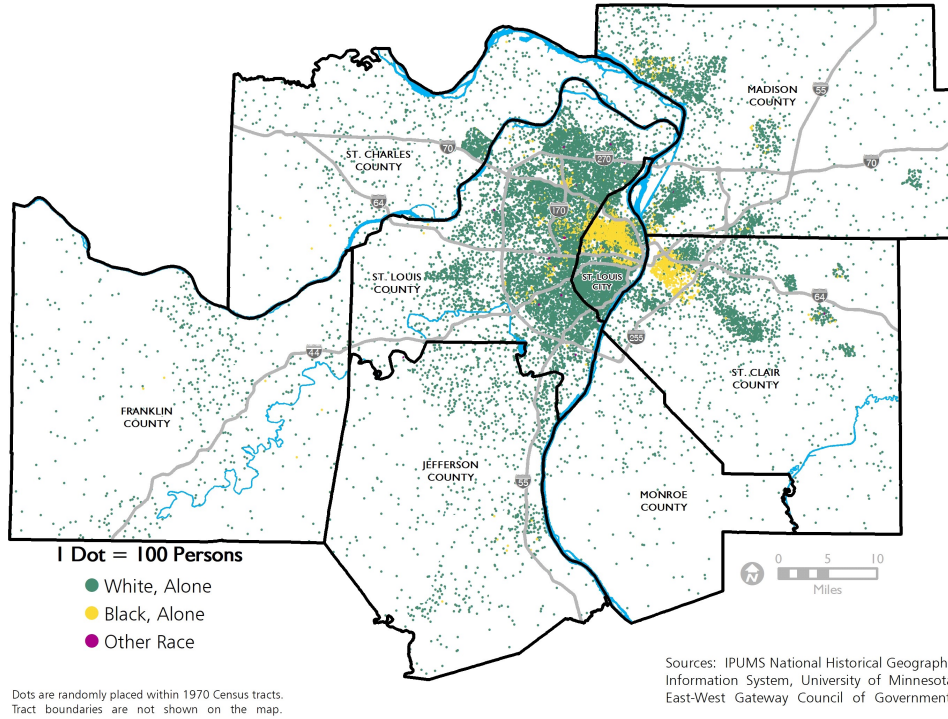 MADISON
COUNTY
55
ST. CHARLES
COUNTY
70
270
70
64
170
ST. LOUIS
COUNTY
ST. LOUIS
CITY
64
255
44
ST. CLAIR
COUNTY
FRANKLIN
COUNTY
JEFFERSON
COUNTY
55
MONROE
COUNTY
1 Dot = 100 Persons
White, Alone
Black, Alone
Other Race
N
0 5 10
Miles
Dots are randomly placed within 1970 Census tracts.
Tract boundaries are not shown on the map.
Sources: IPUMS National Historical Geograph
Information System, University of Minnesota
East-West Gateway Council of Government